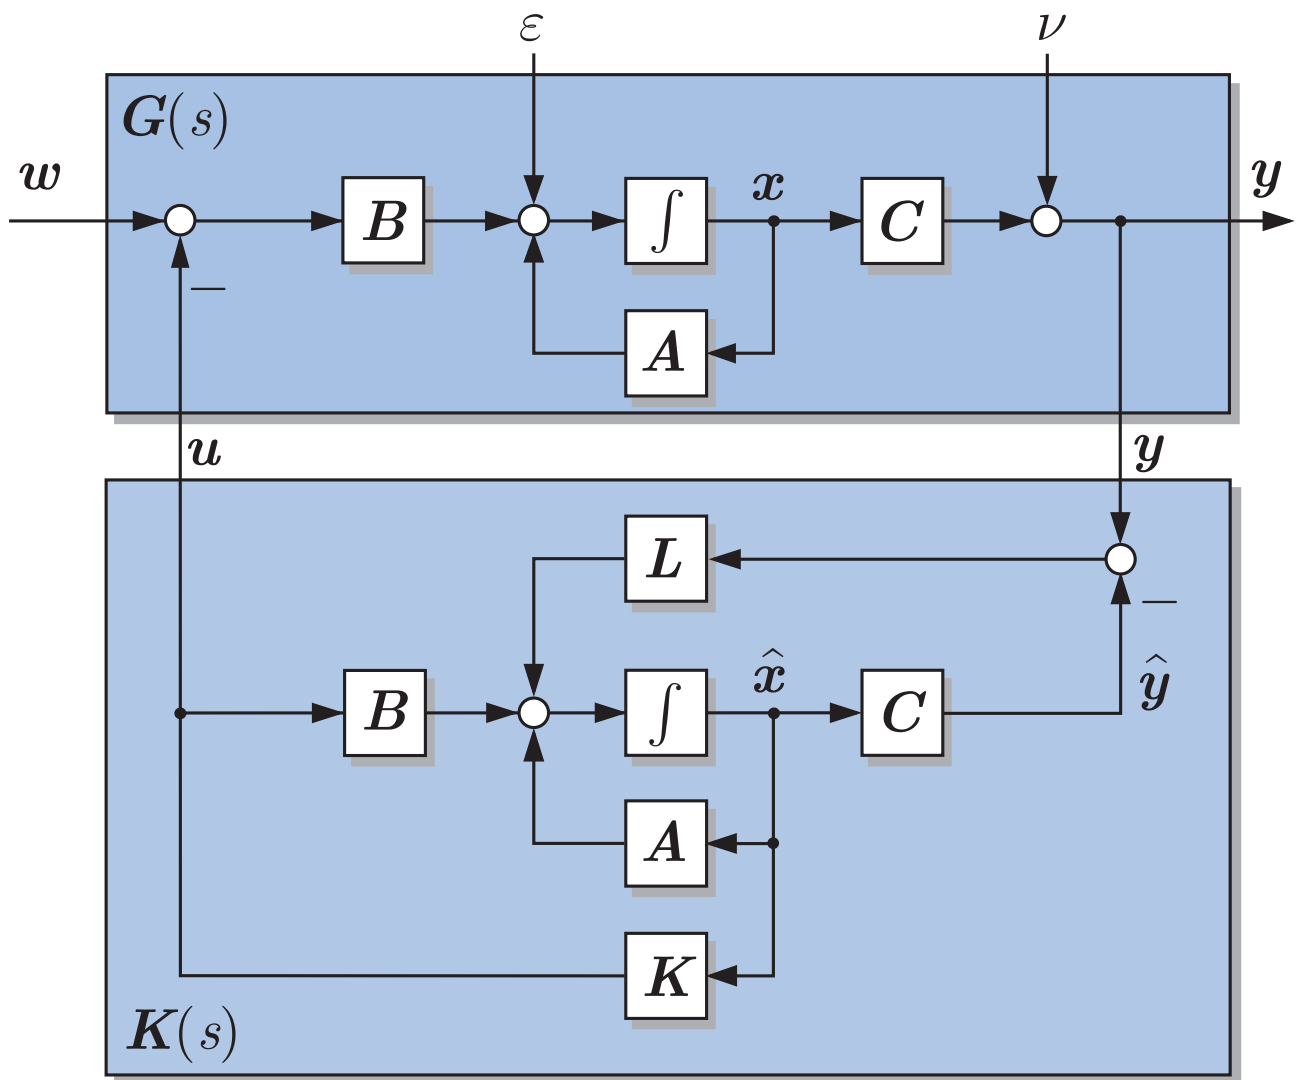 ε ν
G(s)
w B ∫ x C y
−
A
u y
L
−
B ∫ x̂ C ŷ
A
K
K(s)